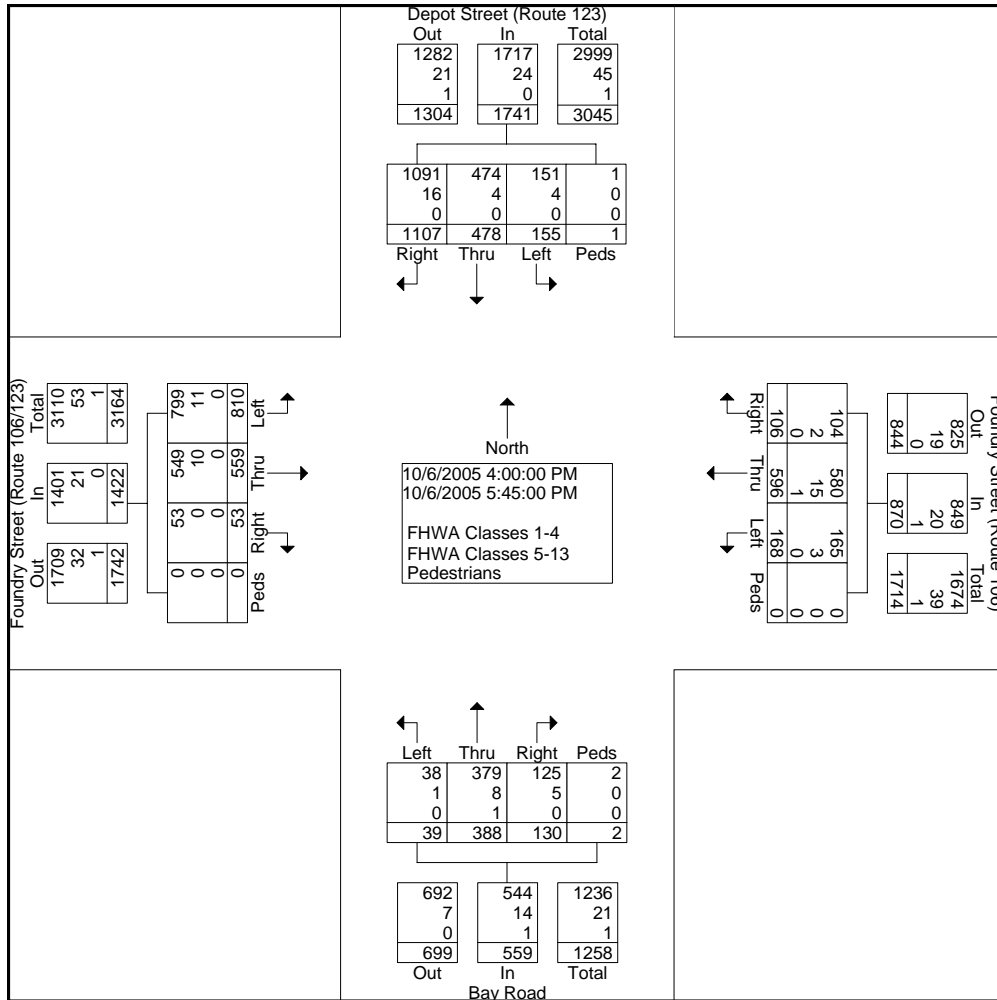 Depot Street (Route 123)
Out In Total
1282 1717 2999
21 24 45
1 0 1
1304 1741 3045
1091 474 151 1
16 4 4 0
0 0 0 0
1107 478 155 1
Right Thru Left Peds
Foundry Street (Route 106/123)
Total In Out
3110 1401 1709
53 21 32
1 0 1
3164 1422 1742
799 549 53 0
11 10 0 0
0 0 0 0
810 559 53 0
Left Thru Right Peds
North
10/6/2005 4:00:00 PM
10/6/2005 5:45:00 PM
FHWA Classes 1-4
FHWA Classes 5-13
Pedestrians
Right Thru Left Peds
106 596 168 0
0 1 0 0
2 15 3 0
104 580 165 0
Foundry Street (Route 106)
Out In Total
825 849 1674
19 20 39
0 1 1
844 870 1714
Left Thru Right Peds
38 379 125 2
1 8 5 0
0 1 0 0
39 388 130 2
692 544 1236
7 14 21
0 1 1
699 559 1258
Out In Total
Bay Road